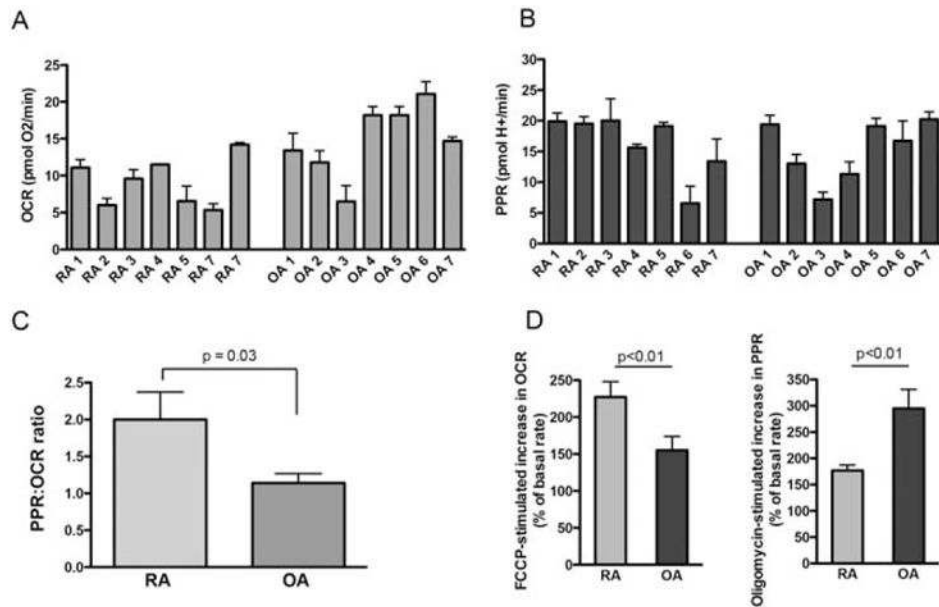 A
OCR (pmol O2/min)
25
20
15
10
5
0
RA 1
RA 2
RA 3
RA 4
RA 5
RA 7
RA 7
OA 1
OA 2
OA 3
OA 4
OA 5
OA 6
OA 7
B
PPR (pmol H+/min)
30
25
20
15
10
5
0
RA 1
RA 2
RA 3
RA 4
RA 5
RA 6
RA 7
OA 1
OA 2
OA 3
OA 4
OA 5
OA 6
OA 7
C
p = 0.03
PPR:OCR ratio
2.5
2.0
1.5
1.0
0.0
RA
OA
D
p<0.01
FCCP-stimulated increase in OCR
(% of basal rate)
250
200
150
100
50
0
RA
OA
p<0.01
Oligomycin-stimulated increase in PPR
(% of basal rate)
350
300
250
200
150
100
50
0
RA
OA